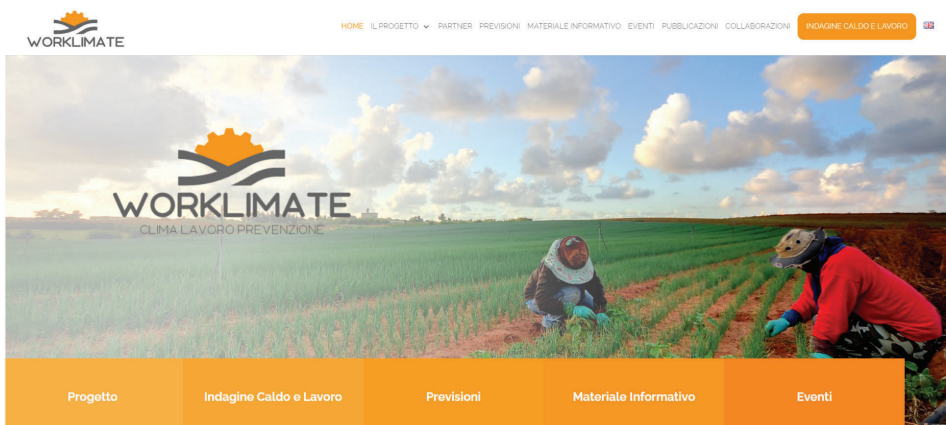 WORKLIMATE
HOME IL PROGETTO PARTNER PREVISIONI MATERIALE INFORMATIVO EVENTI PUBBLICAZIONI COLLABORAZIONI INDAGINE CALDO E LAVORO
WORKLIMATE
CLIMA LAVORO PREVENZIONE
Progetto Indagine Caldo e Lavoro Previsioni Materiale Informativo Eventi